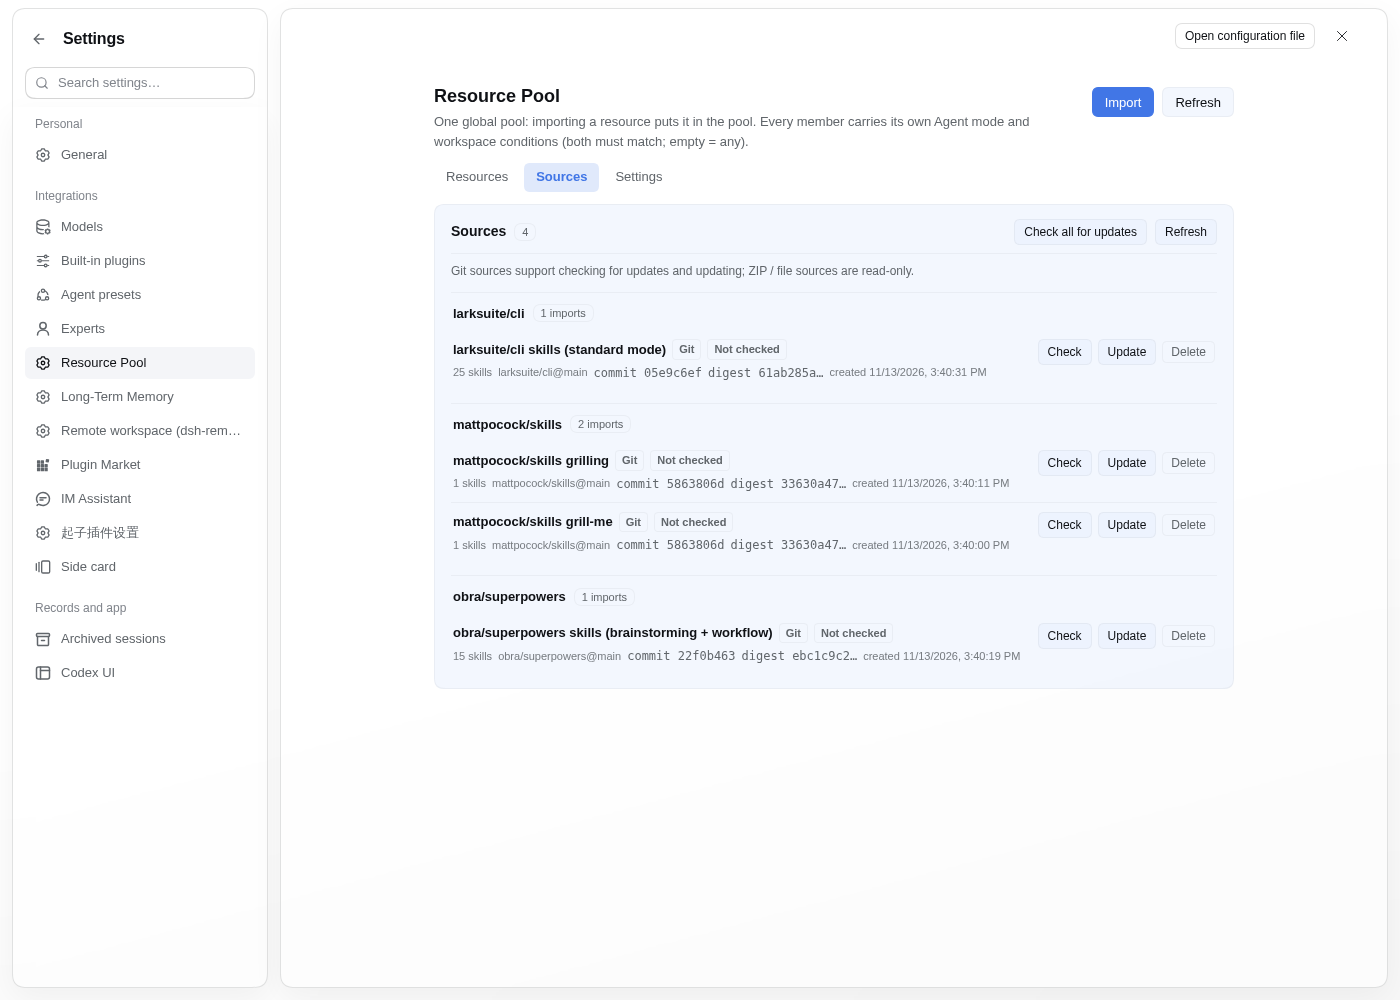 Settings
Search settings…
Personal
General
Integrations
Models
Built-in plugins
Agent presets
Experts
Resource Pool
Long-Term Memory
Remote workspace (dsh-rem…
Plugin Market
IM Assistant
起子插件设置
Side card
Records and app
Archived sessions
Codex UI
Open configuration file
Resource Pool
One global pool: importing a resource puts it in the pool. Every member carries its own Agent mode and
workspace conditions (both must match; empty = any).
Import
Refresh
Resources
Sources
Settings
Sources 4
Check all for updates
Refresh
Git sources support checking for updates and updating; ZIP / file sources are read-only.
larksuite/cli 1 imports
larksuite/cli skills (standard mode) Git Not checked
Check Update Delete
25 skills larksuite/cli@main commit 05e9c6ef digest 61ab285a… created 11/13/2026, 3:40:31 PM
mattpocock/skills 2 imports
mattpocock/skills grilling Git Not checked
Check Update Delete
1 skills mattpocock/skills@main commit 5863806d digest 33630a47… created 11/13/2026, 3:40:11 PM
mattpocock/skills grill-me Git Not checked
Check Update Delete
1 skills mattpocock/skills@main commit 5863806d digest 33630a47… created 11/13/2026, 3:40:00 PM
obra/superpowers 1 imports
obra/superpowers skills (brainstorming + workflow) Git Not checked
Check Update Delete
15 skills obra/superpowers@main commit 22f0b463 digest ebc1c9c2… created 11/13/2026, 3:40:19 PM